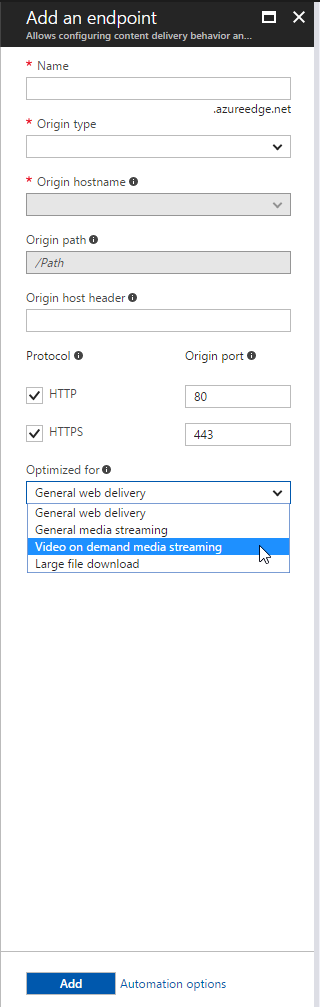 Add an endpoint
Allows configuring content delivery behavior an...
* Name
.azureedge.net
* Origin type
* Origin hostname
Origin path
/Path
Origin host header
Protocol Origin port
HTTP 80
HTTPS 443
Optimized for
General web delivery
General web delivery
General media streaming
Video on demand media streaming
Large file download
Add Automation options